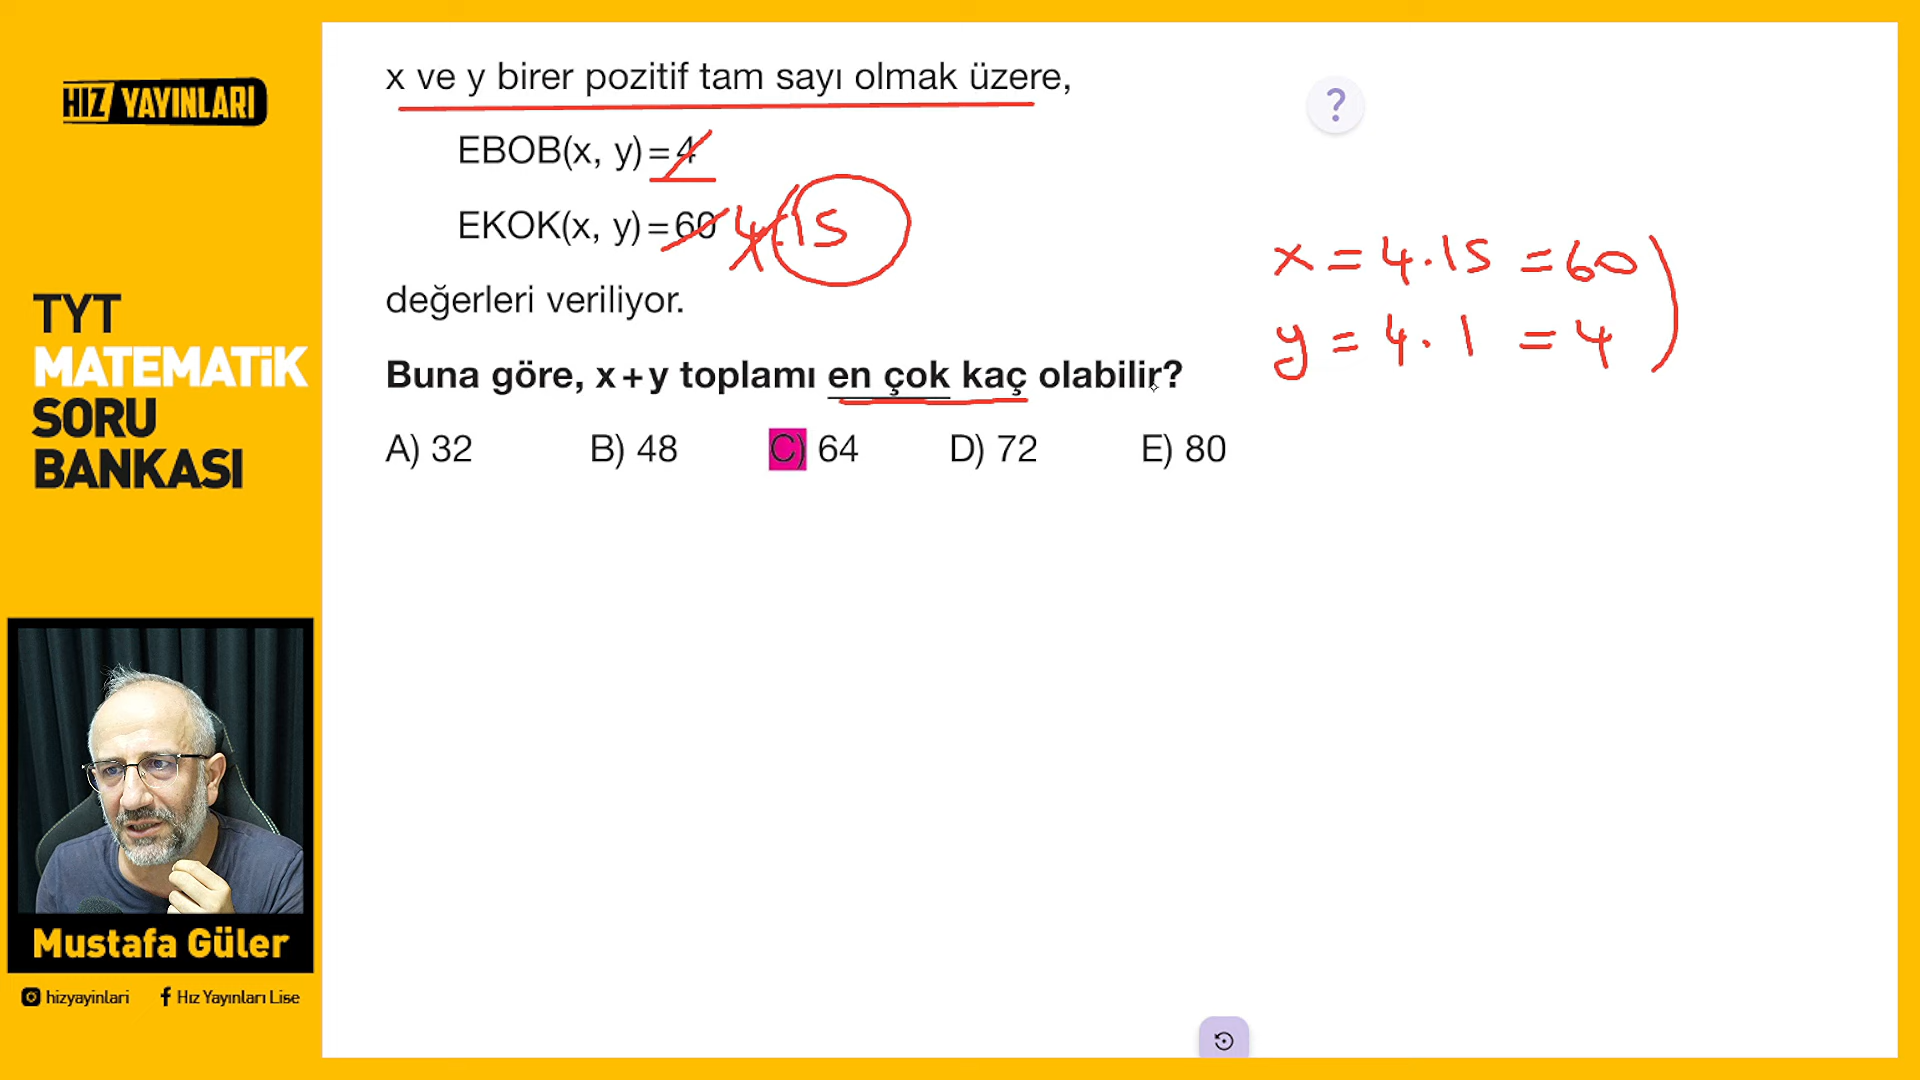 HIZ YAYINLARI
TYT
MATEMATİK
SORU
BANKASI
Mustafa Güler
hizyayinlari
Hız Yayınları Lise
x ve y birer pozitif tam sayı olmak üzere,
EBOB(x, y) = 4
EKOK(x, y) = 60 4.15
değerleri veriliyor.
Buna göre, x + y toplamı en çok kaç olabilir?
A) 32 B) 48 C) 64 D) 72 E) 80
?
x = 4.15 = 60
y = 4.1 = 4